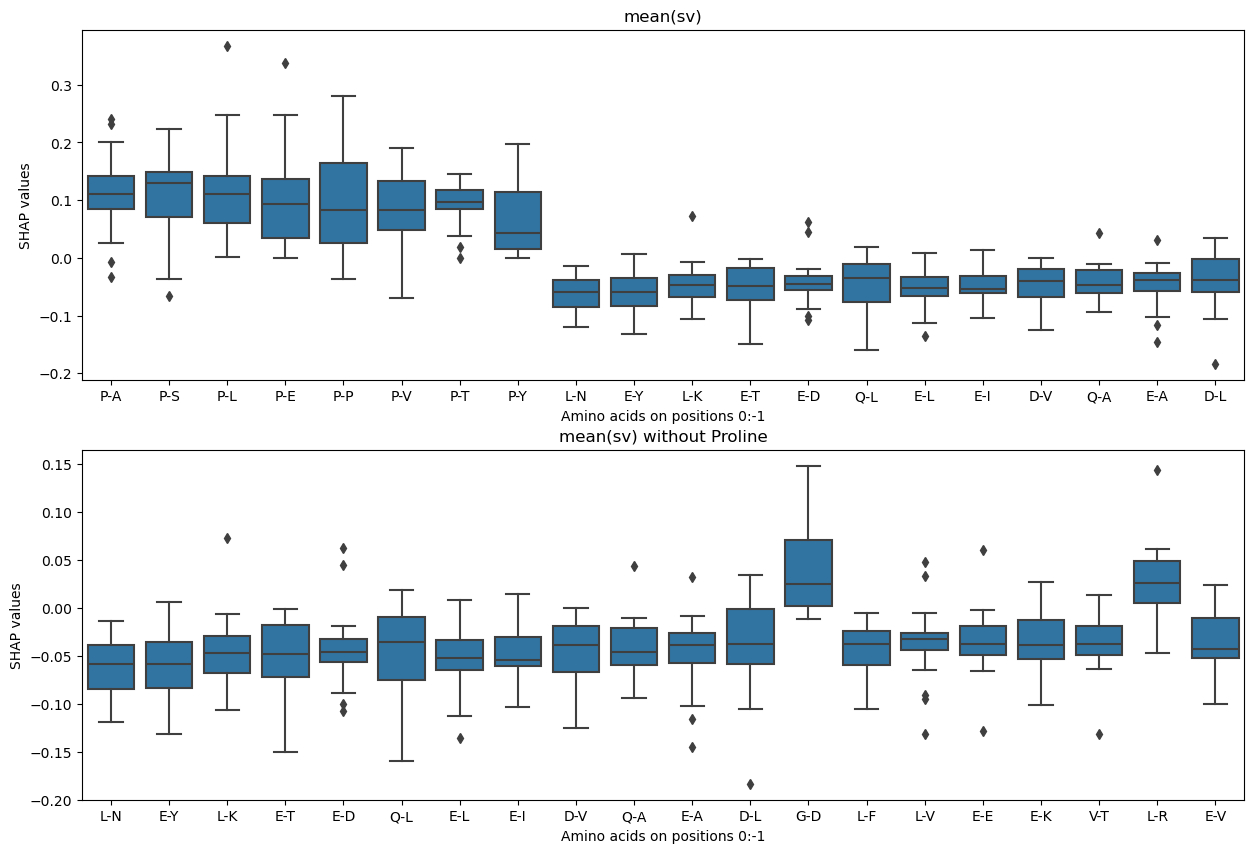 mean(sv)
SHAP values
0.3
0.2
0.1
0.0
−0.1
−0.2
P-A P-S P-L P-E P-P P-V P-T P-Y L-N E-Y L-K E-T E-D Q-L E-L E-I D-V Q-A E-A D-L
Amino acids on positions 0:-1
mean(sv) without Proline
SHAP values
0.15
0.10
0.05
0.00
−0.05
−0.10
−0.15
−0.20
L-N E-Y L-K E-T E-D Q-L E-L E-I D-V Q-A E-A D-L G-D L-F L-V E-E E-K V-T L-R E-V
Amino acids on positions 0:-1